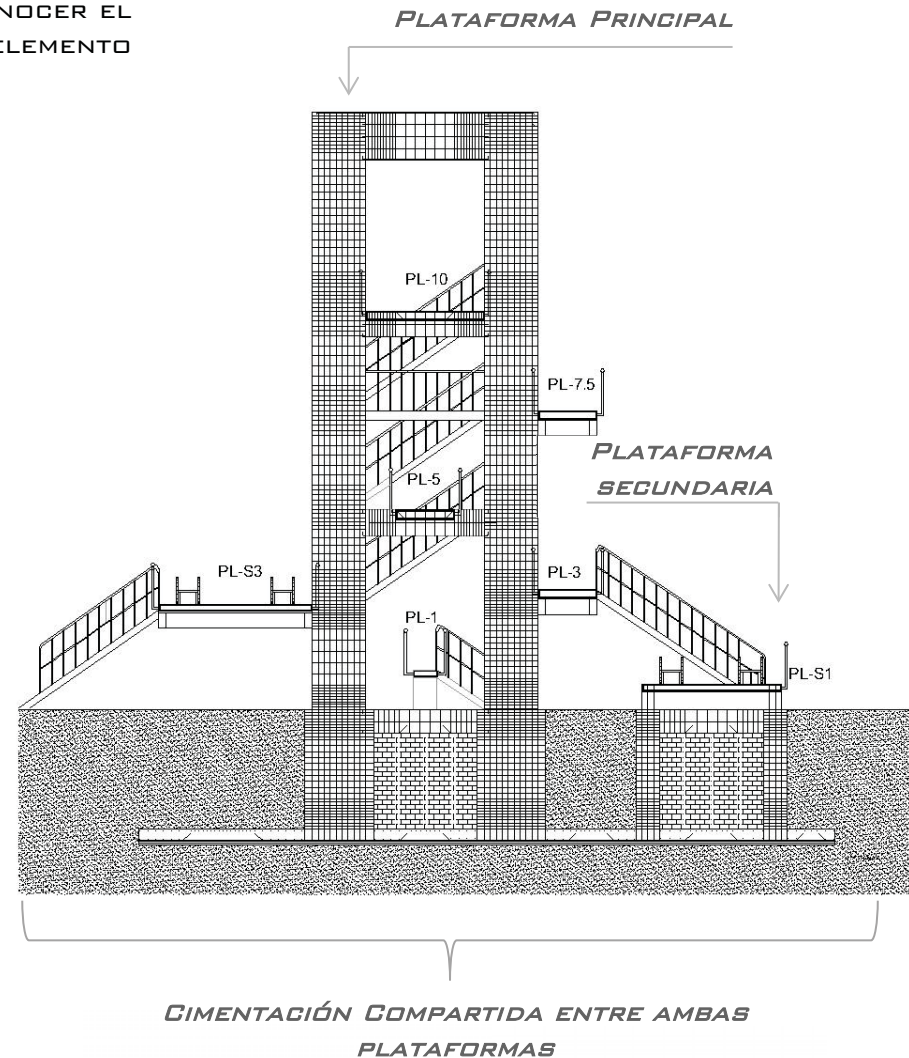 NOCER EL
ELEMENTO
PLATAFORMA PRINCIPAL
PL-10
PL-7.5
PLATAFORMA
SECUNDARIA
PL-5
PL-S3
PL-3
PL-1
PL-S1
CIMENTACIÓN COMPARTIDA ENTRE AMBAS
PLATAFORMAS